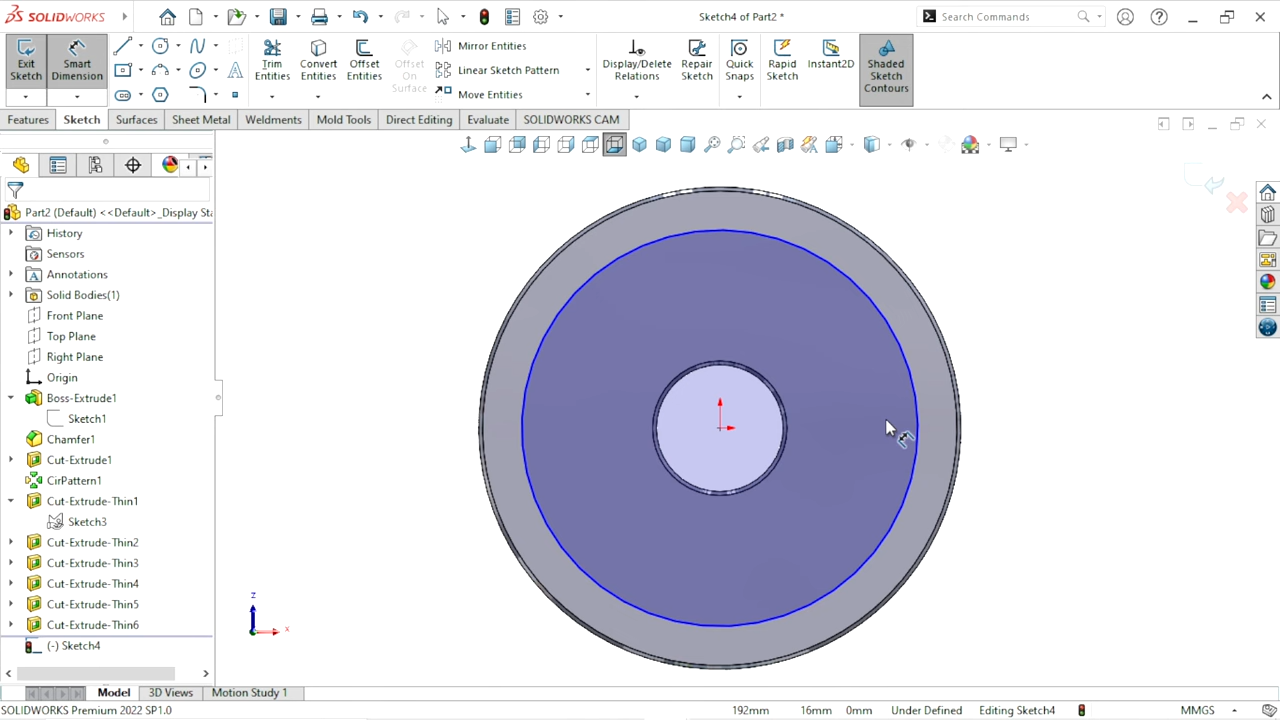 SOLIDWORKS
Sketch4 of Part2 *
Search Commands
Exit Sketch
Smart Dimension
Trim Entities
Convert Entities
Offset Entities
Offset On Surface
Mirror Entities
Linear Sketch Pattern
Move Entities
Display/Delete Relations
Repair Sketch
Quick Snaps
Rapid Sketch
Instant2D
Shaded Sketch Contours
Features
Sketch
Surfaces
Sheet Metal
Weldments
Mold Tools
Direct Editing
Evaluate
SOLIDWORKS CAM
Part2 (Default) <<Default>_Display Sta
History
Sensors
Annotations
Solid Bodies(1)
Front Plane
Top Plane
Right Plane
Origin
Boss-Extrude1
Sketch1
Chamfer1
Cut-Extrude1
CirPattern1
Cut-Extrude-Thin1
Sketch3
Cut-Extrude-Thin2
Cut-Extrude-Thin3
Cut-Extrude-Thin4
Cut-Extrude-Thin5
Cut-Extrude-Thin6
(-) Sketch4
z
x
Model
3D Views
Motion Study 1
SOLIDWORKS Premium 2022 SP1.0
192mm 16mm 0mm Under Defined Editing Sketch4 MMGS